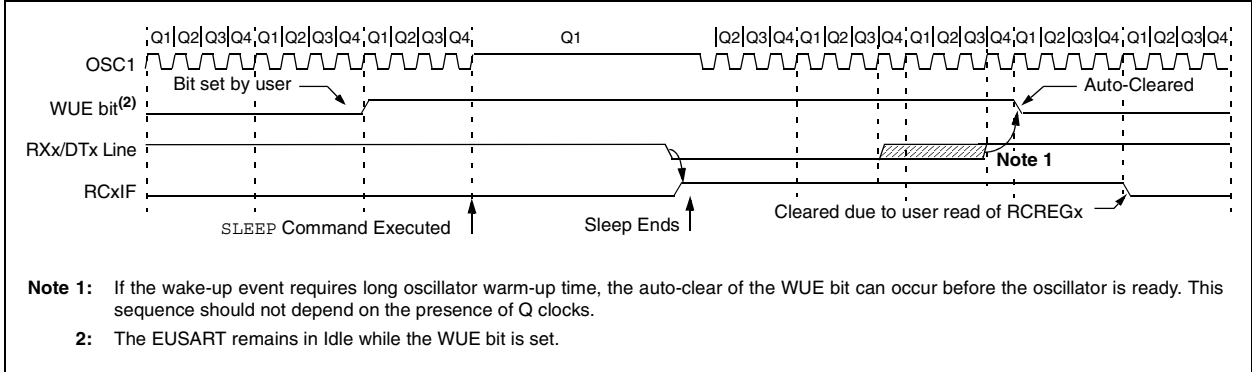 Q1 Q2 Q3 Q4 Q1 Q2 Q3 Q4 Q1 Q2 Q3 Q4 Q1 Q2 Q3 Q4 Q1 Q2 Q3 Q4 Q1 Q2 Q3 Q4 Q1 Q2 Q3 Q4 Q1 Q2 Q3 Q4
OSC1
Bit set by user
Auto-Cleared
WUE bit(2)
RXx/DTx Line
Note 1
RCxIF
Cleared due to user read of RCREGx
SLEEP Command Executed
Sleep Ends
Note 1: If the wake-up event requires long oscillator warm-up time, the auto-clear of the WUE bit can occur before the oscillator is ready. This
sequence should not depend on the presence of Q clocks.
2: The EUSART remains in Idle while the WUE bit is set.